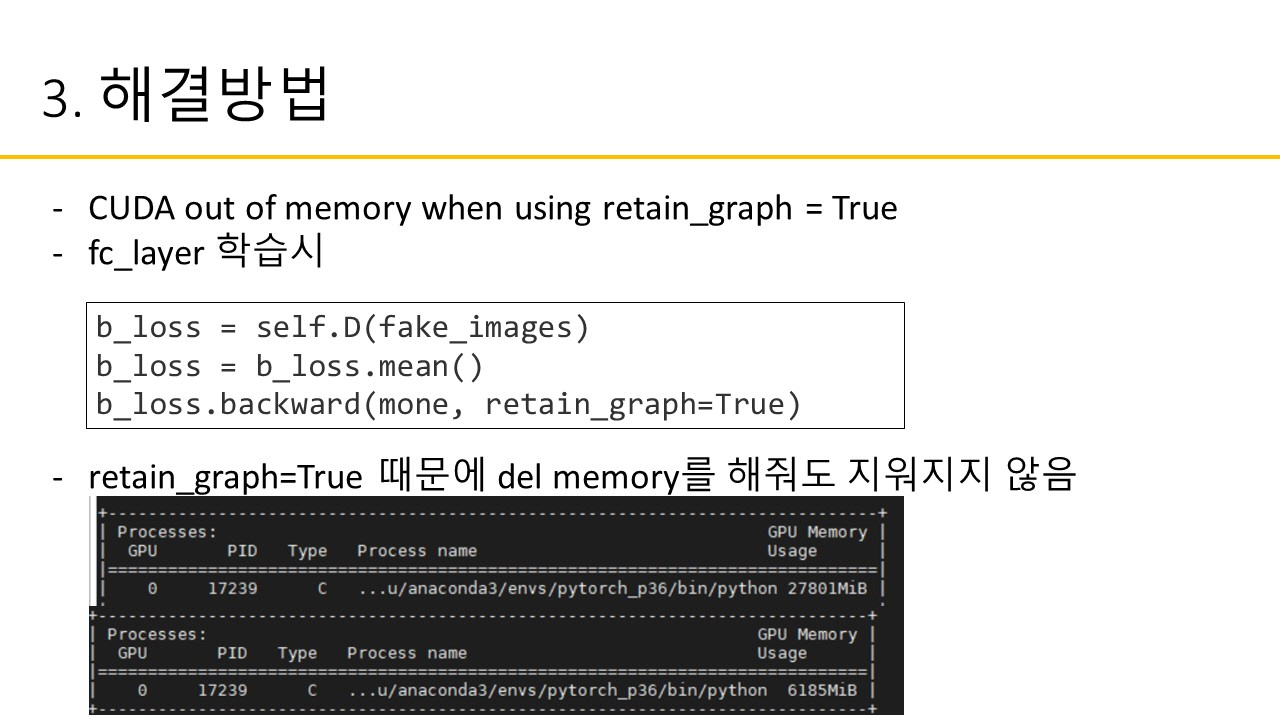 3. 해결방법
- CUDA out of memory when using retain_graph = True
- fc_layer 학습시
b_loss = self.D(fake_images)
b_loss = b_loss.mean()
b_loss.backward(mone, retain_graph=True)
- retain_graph=True 때문에 del memory를 해줘도 지워지지 않음
+-----------------------------------------------------------------------------+
| Processes: GPU Memory |
| GPU PID Type Process name Usage |
|=============================================================================|
| 0 17239 C ...u/anaconda3/envs/pytorch_p36/bin/python 27801MiB |
+-----------------------------------------------------------------------------+
| Processes: GPU Memory |
| GPU PID Type Process name Usage |
|=============================================================================|
| 0 17239 C ...u/anaconda3/envs/pytorch_p36/bin/python 6185MiB |
+-----------------------------------------------------------------------------+